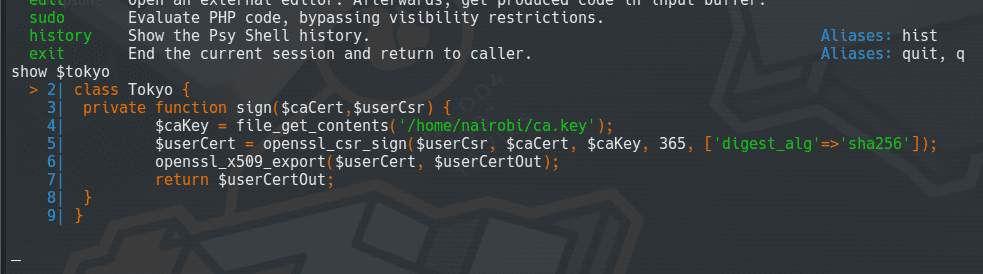 edit Open an external editor. Afterwards, get produced code in input buffer.
sudo Evaluate PHP code, bypassing visibility restrictions.
history Show the Psy Shell history. Aliases: hist
exit End the current session and return to caller. Aliases: quit, q
show $tokyo
> 2| class Tokyo {
3| private function sign($caCert,$userCsr) {
4| $caKey = file_get_contents('/home/nairobi/ca.key');
5| $userCert = openssl_csr_sign($userCsr, $caCert, $caKey, 365, ['digest_alg'=>'sha256']);
6| openssl_x509_export($userCert, $userCertOut);
7| return $userCertOut;
8| }
9| }
_